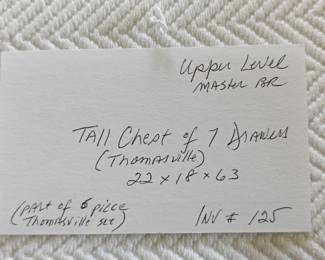 Upper Level
Master BR
Tall Chest of 7 Drawers
(Thomasville)
22 x 18 x 63
(part of 6 piece
Thomasville set)
Inv # 125